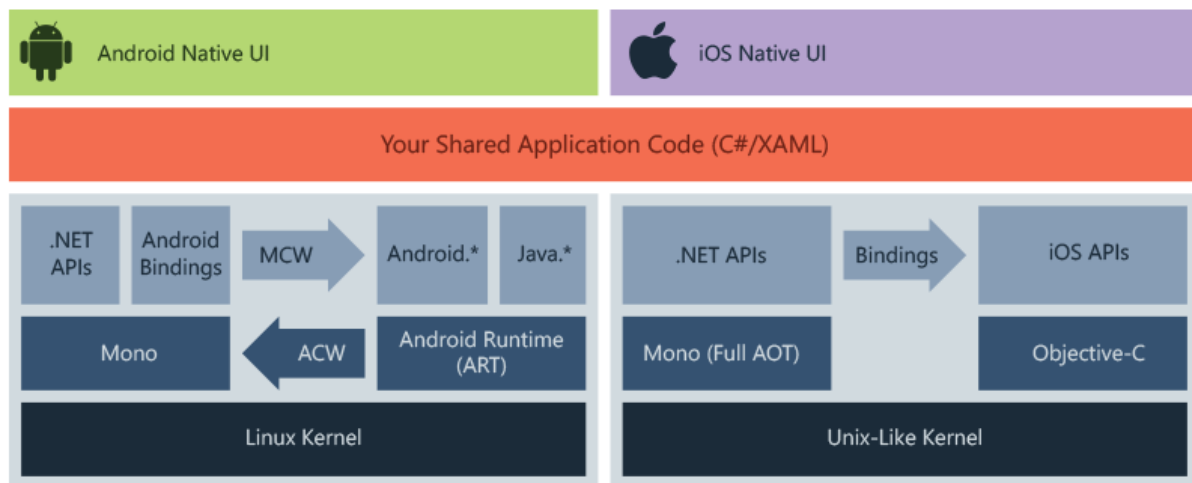 Android Native UI
iOS Native UI
Your Shared Application Code (C#/XAML)
.NET
APIs
Android
Bindings
MCW
Android.*
Java.*
Mono
ACW
Android Runtime
(ART)
Linux Kernel
.NET APIs
Bindings
iOS APIs
Mono (Full AOT)
Objective-C
Unix-Like Kernel